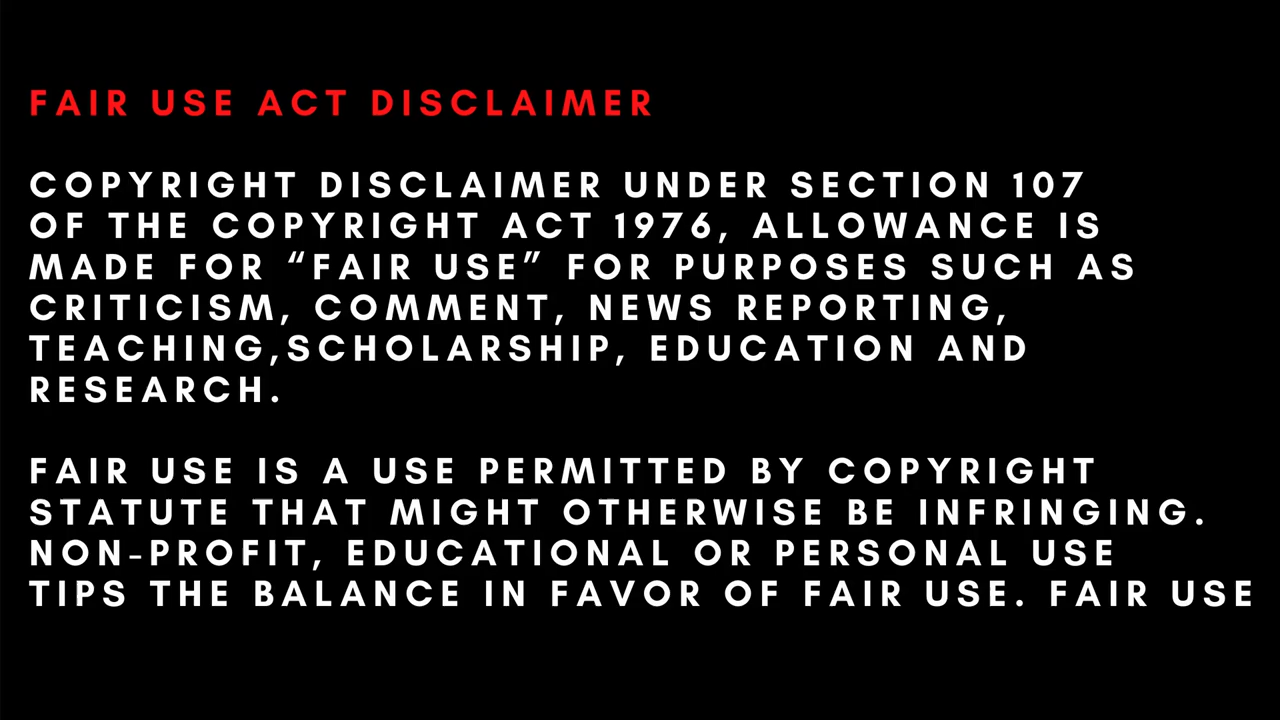 FAIR USE ACT DISCLAIMER
COPYRIGHT DISCLAIMER UNDER SECTION 107
OF THE COPYRIGHT ACT 1976, ALLOWANCE IS
MADE FOR “FAIR USE” FOR PURPOSES SUCH AS
CRITICISM, COMMENT, NEWS REPORTING,
TEACHING,SCHOLARSHIP, EDUCATION AND
RESEARCH.
FAIR USE IS A USE PERMITTED BY COPYRIGHT
STATUTE THAT MIGHT OTHERWISE BE INFRINGING.
NON-PROFIT, EDUCATIONAL OR PERSONAL USE
TIPS THE BALANCE IN FAVOR OF FAIR USE. FAIR USE